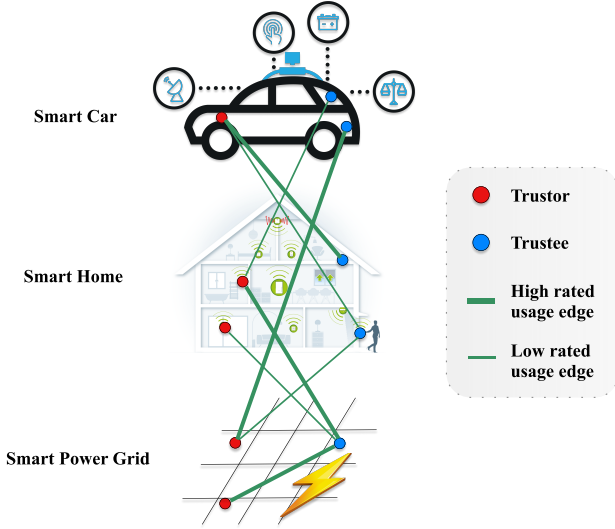 Smart Car
Smart Home
Smart Power Grid
Trustor
Trustee
High rated
usage edge
Low rated
usage edge